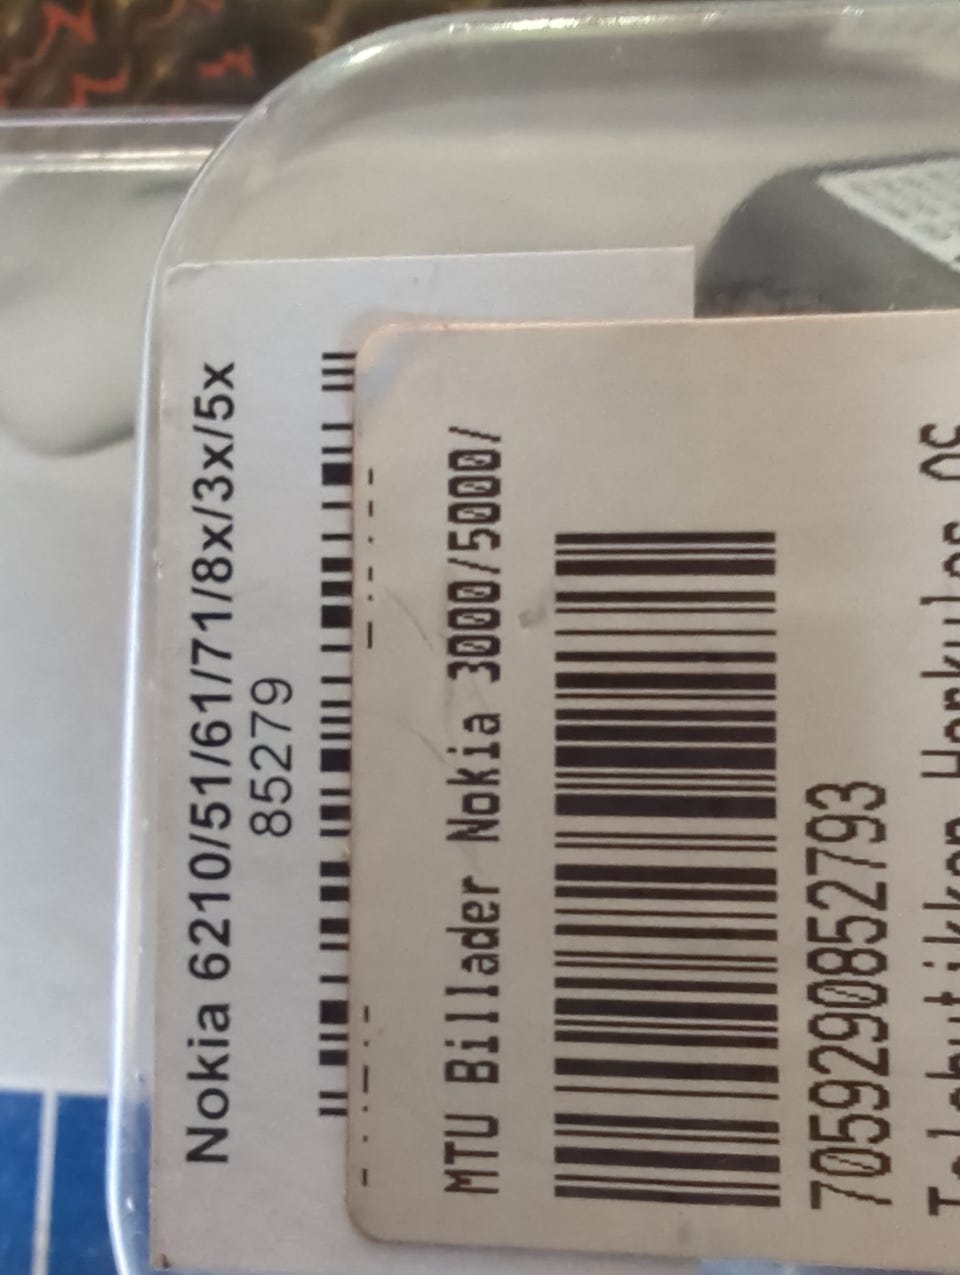 Nokia 6210/51/61/71/8x/3x/5x
85279
MTU Billader Nokia 3000/5000/
7059290852793